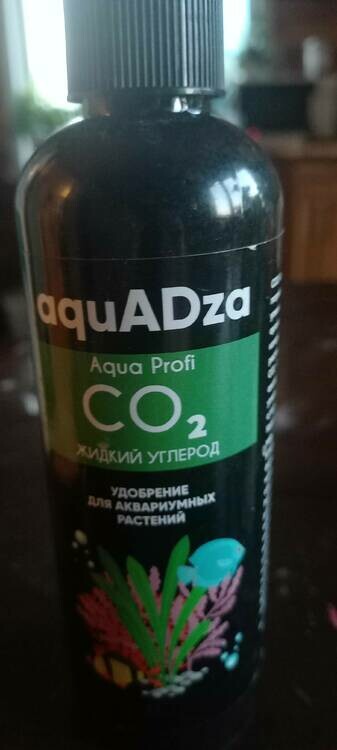 aquADza
Aqua Profi
CO₂
ЖИДКИЙ УГЛЕРОД
УДОБРЕНИЕ
ДЛЯ АКВАРИУМНЫХ
РАСТЕНИЙ